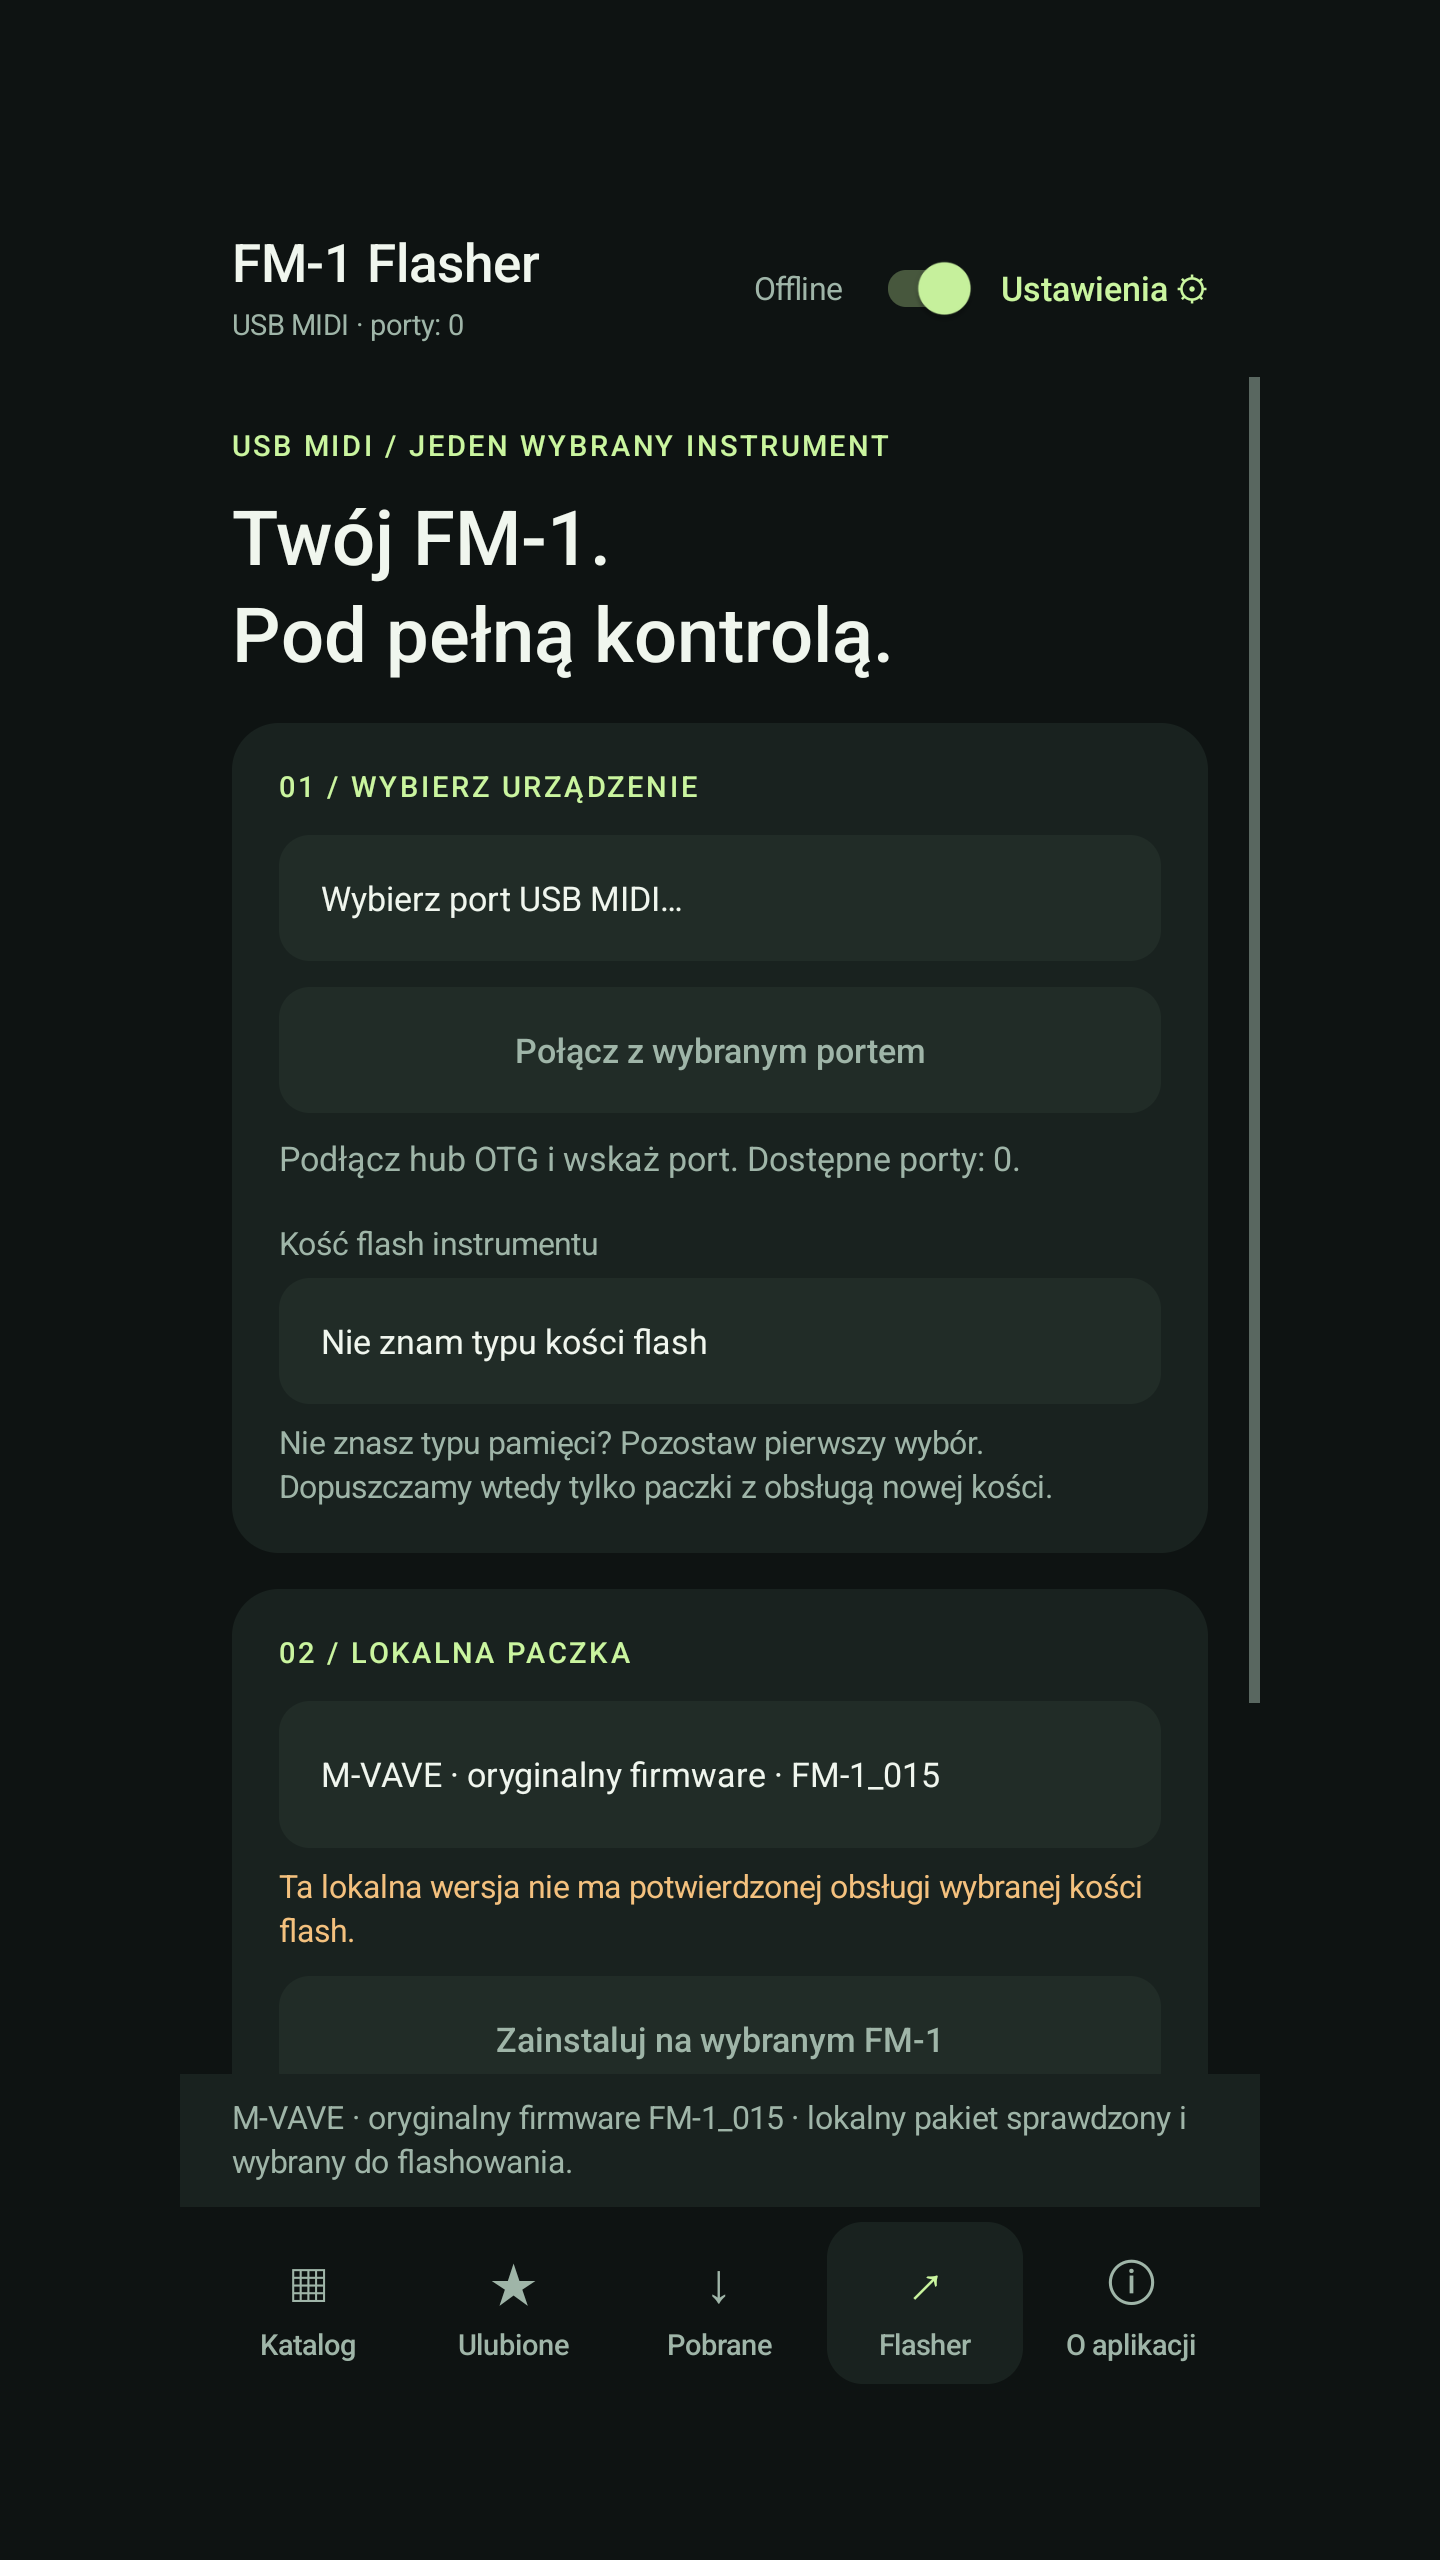 FM-1 Flasher
USB MIDI · porty: 0
Offline
Ustawienia
USB MIDI / JEDEN WYBRANY INSTRUMENT
Twój FM-1.
Pod pełną kontrolą.
01 / WYBIERZ URZĄDZENIE
Wybierz port USB MIDI…
Połącz z wybranym portem
Podłącz hub OTG i wskaż port. Dostępne porty: 0.
Kość flash instrumentu
Nie znam typu kości flash
Nie znasz typu pamięci? Pozostaw pierwszy wybór.
Dopuszczamy wtedy tylko paczki z obsługą nowej kości.
02 / LOKALNA PACZKA
M-VAVE · oryginalny firmware · FM-1_015
Ta lokalna wersja nie ma potwierdzonej obsługi wybranej kości
flash.
Zainstaluj na wybranym FM-1
M-VAVE · oryginalny firmware FM-1_015 · lokalny pakiet sprawdzony i
wybrany do flashowania.
Katalog
Ulubione
Pobrane
Flasher
O aplikacji